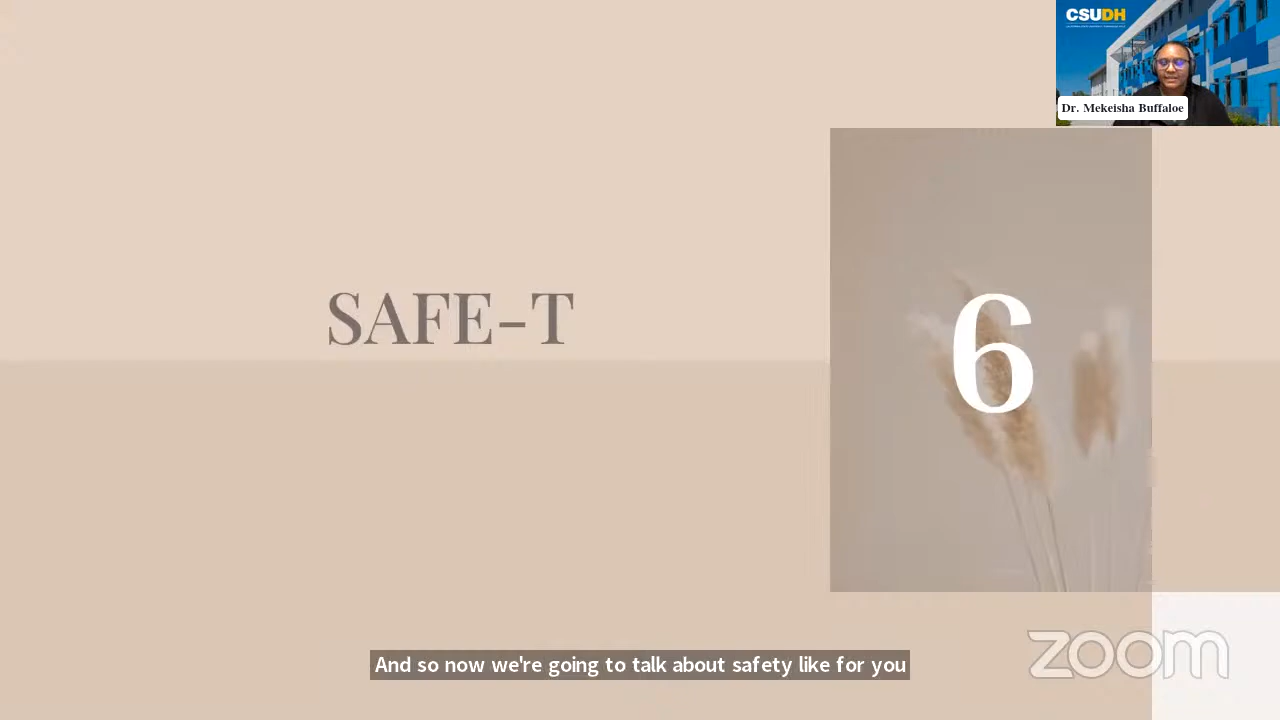 CSUDH
Dr. Mekeisha Buffaloe
SAFE-T
6
And so now we're going to talk about safety like for you
zoom